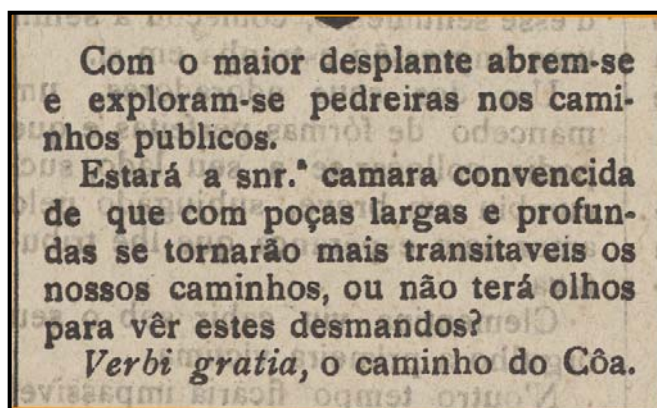 Com o maior desplante abrem-se
e exploram-se pedreiras nos cami-
nhos publicos.
Estará a snr.ª camara convencida
de que com poças largas e profun-
das se tornarão mais transitaveis os
nossos caminhos, ou não terá olhos
para vêr estes desmandos?
Verbi gratia, o caminho do Côa.